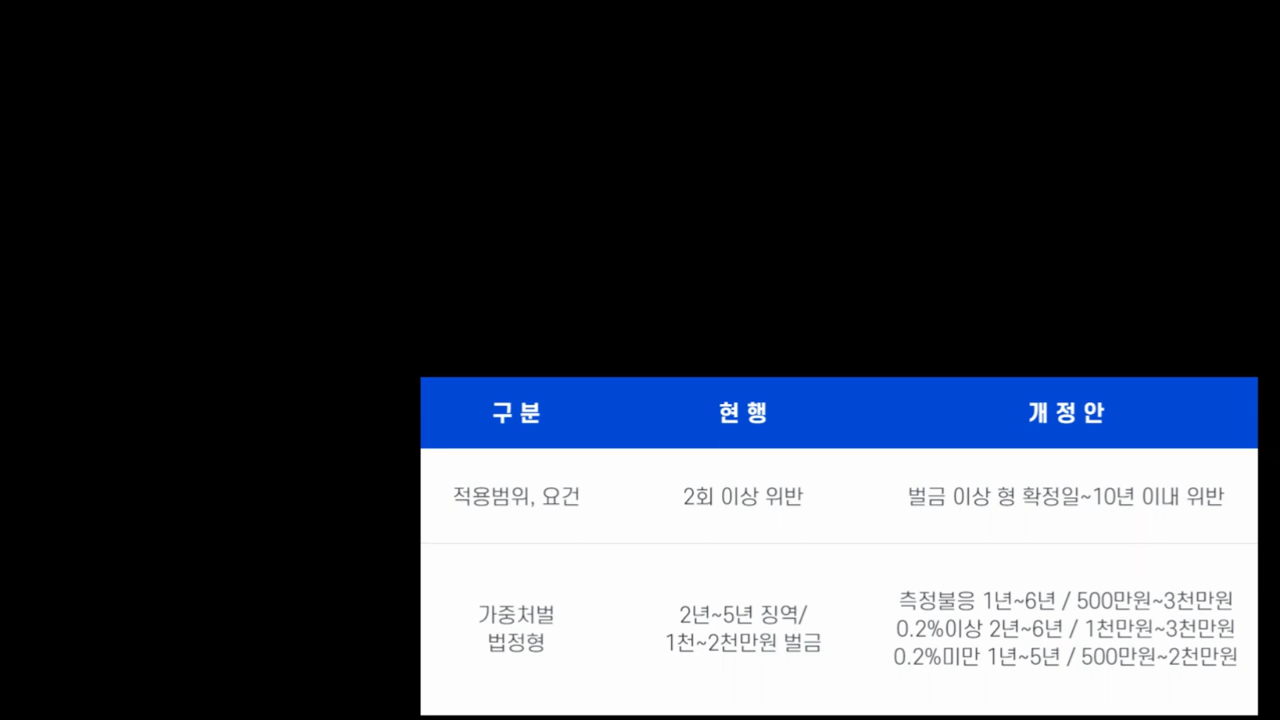 구 분 현 행 개 정 안
적용범위, 요건 2회 이상 위반 벌금 이상 형 확정일~10년 이내 위반
가중처벌
법정형
2년~5년 징역/
1천~2천만원 벌금
측정불응 1년~6년 / 500만원~3천만원
0.2%이상 2년~6년 / 1천만원~3천만원
0.2%미만 1년~5년 / 500만원~2천만원